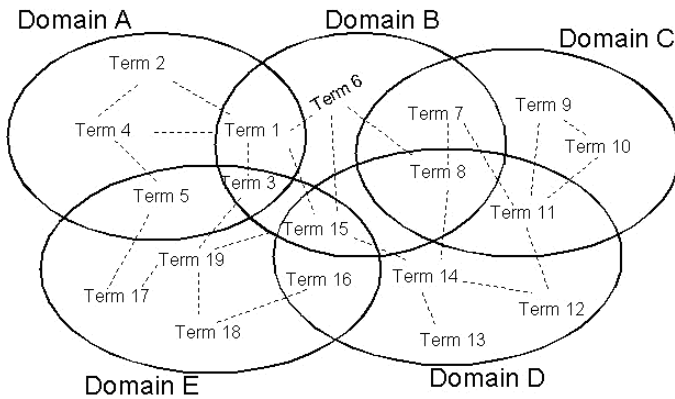 Domain A
Domain B
Domain C
Term 2
Term 6
Term 7
Term 9
Term 4
Term 1
Term 10
Term 3
Term 8
Term 5
Term 11
Term 15
Term 19
Term 16
Term 14
Term 17
Term 12
Term 18
Term 13
Domain E
Domain D